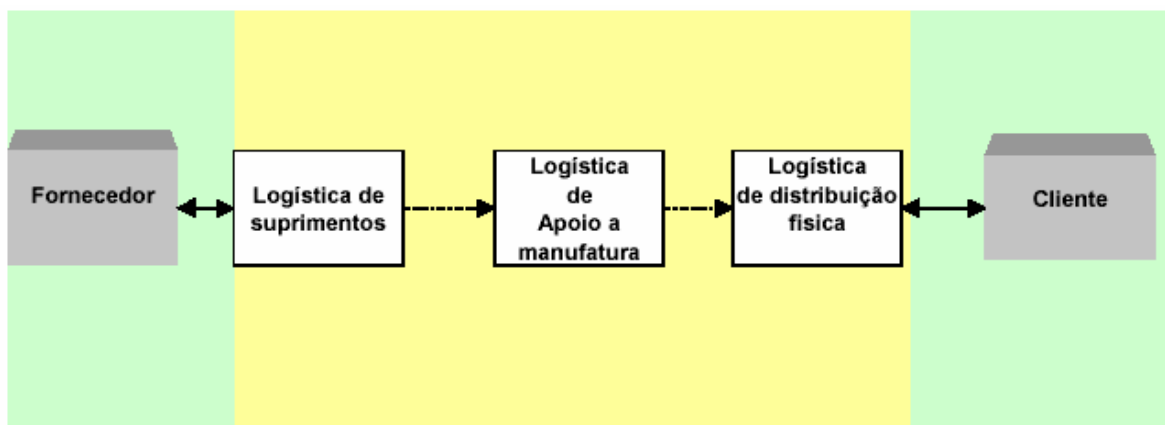 Fornecedor
Logística de
suprimentos
Logística
de
Apoio a
manufatura
Logística
de distribuição
fisica
Cliente